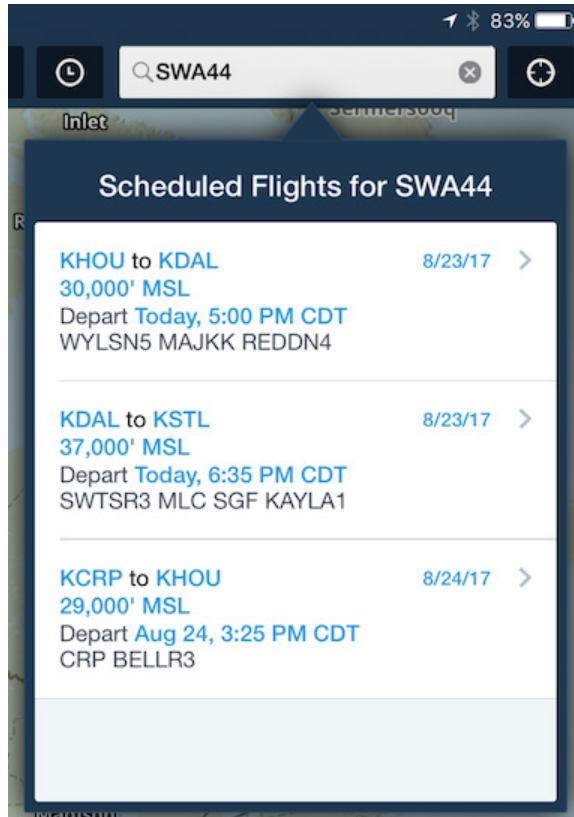 83%
SWA44
Inlet
Sermersooq
Scheduled Flights for SWA44
R
KHOU to KDAL 8/23/17
30,000' MSL
Depart Today, 5:00 PM CDT
WYLSN5 MAJKK REDDN4
KDAL to KSTL 8/23/17
37,000' MSL
Depart Today, 6:35 PM CDT
SWTSR3 MLC SGF KAYLA1
KCRP to KHOU 8/24/17
29,000' MSL
Depart Aug 24, 3:25 PM CDT
CRP BELLR3